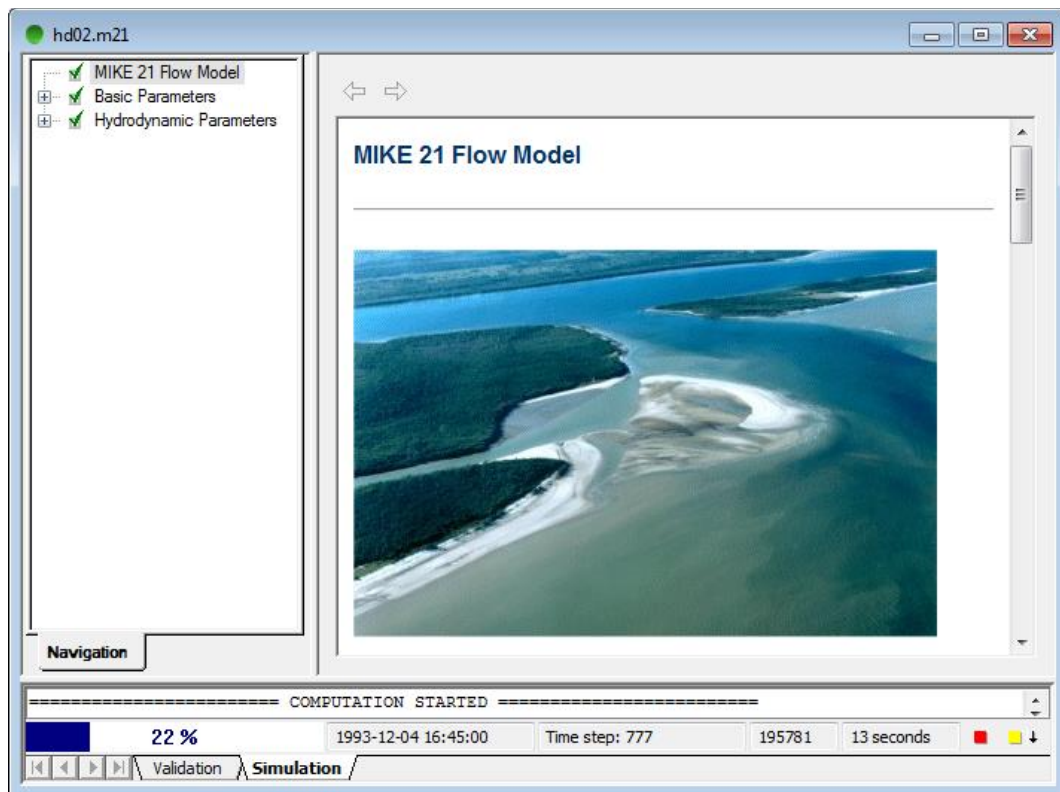 hd02.m21
MIKE 21 Flow Model
Basic Parameters
Hydrodynamic Parameters
Navigation
MIKE 21 Flow Model
======================== COMPUTATION STARTED =========================
22 %
1993-12-04 16:45:00
Time step: 777
195781
13 seconds
Validation
Simulation